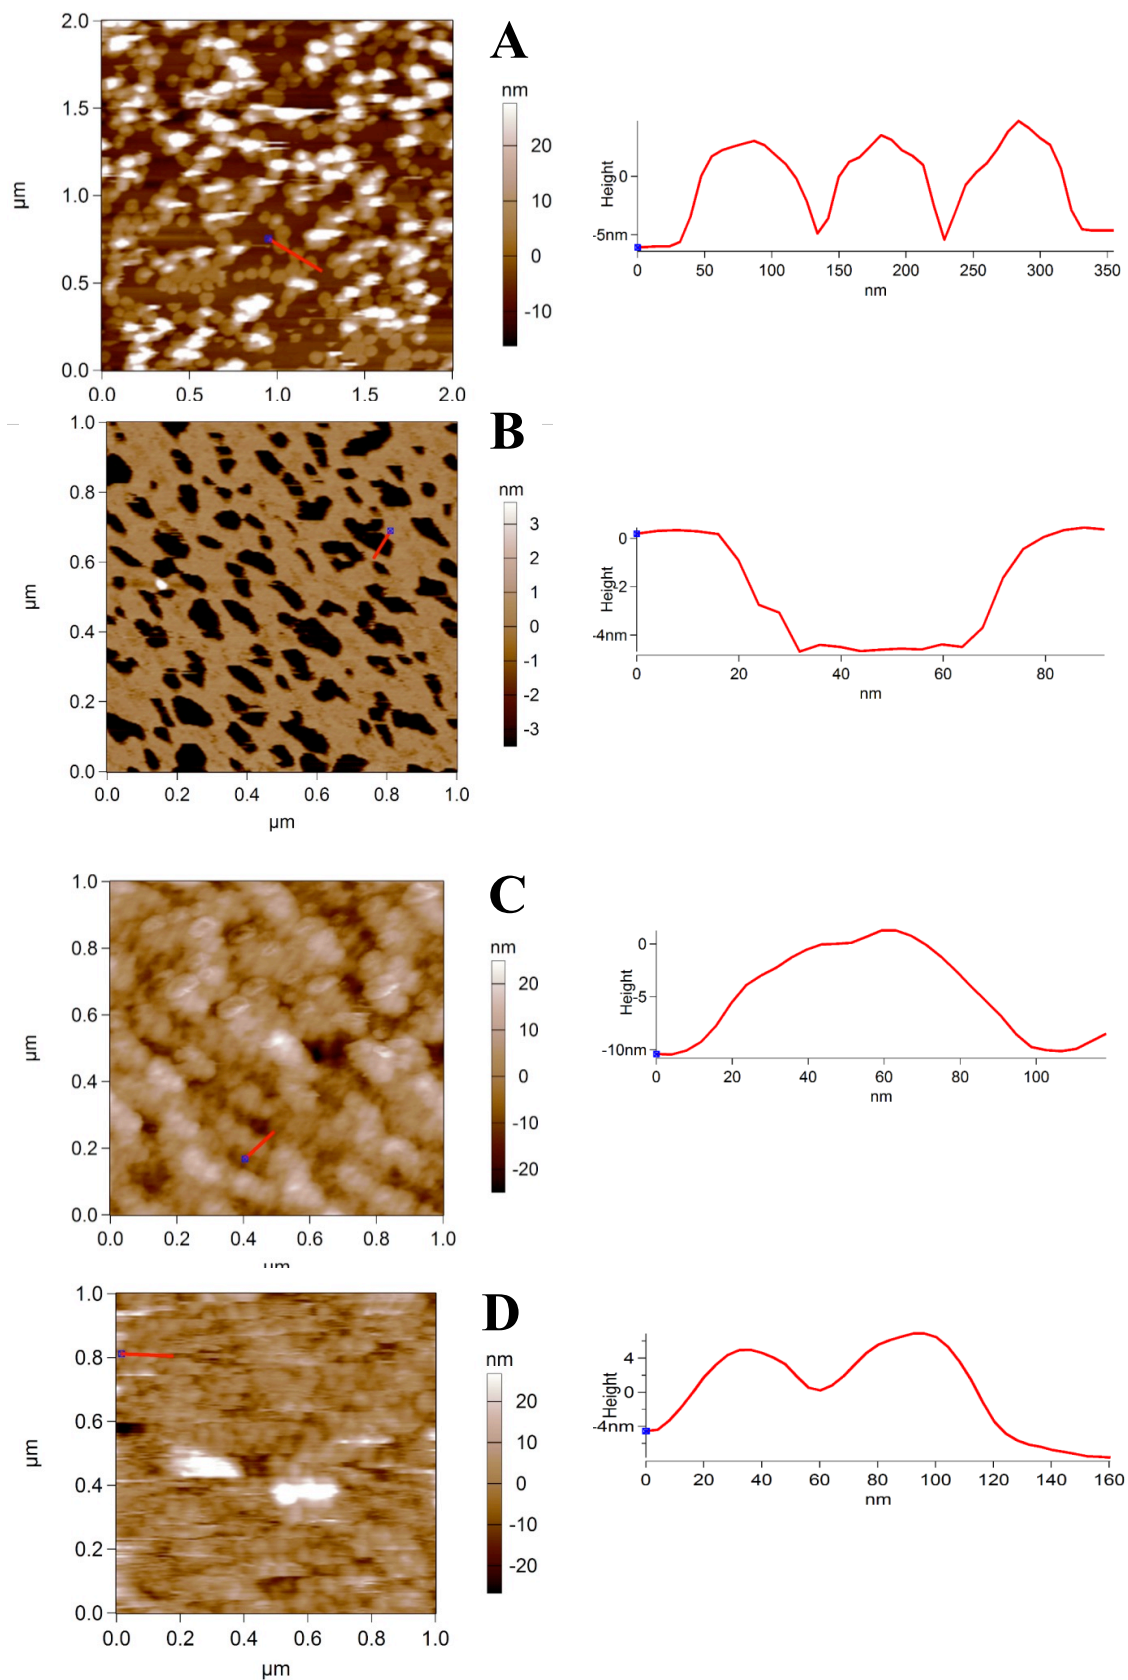 A
2.0
1.5
1.0
0.5
0.0
µm
0.0 0.5 1.0 1.5 2.0
nm
20
10
0
-10
Height
0
-5nm
0 50 100 150 200 250 300 350
nm
B
1.0
0.8
0.6
0.4
0.2
0.0
µm
0.0 0.2 0.4 0.6 0.8 1.0
µm
nm
3
2
1
0
-1
-2
-3
Height
0
-2
-4nm
0 20 40 60 80
nm
C
1.0
0.8
0.6
0.4
0.2
0.0
µm
0.0 0.2 0.4 0.6 0.8 1.0
µm
nm
20
10
0
-10
-20
Height
0
-5
-10nm
0 20 40 60 80 100
nm
D
1.0
0.8
0.6
0.4
0.2
0.0
µm
0.0 0.2 0.4 0.6 0.8 1.0
µm
nm
20
10
0
-10
-20
Height
4
0
-4nm
0 20 40 60 80 100 120 140 160
nm